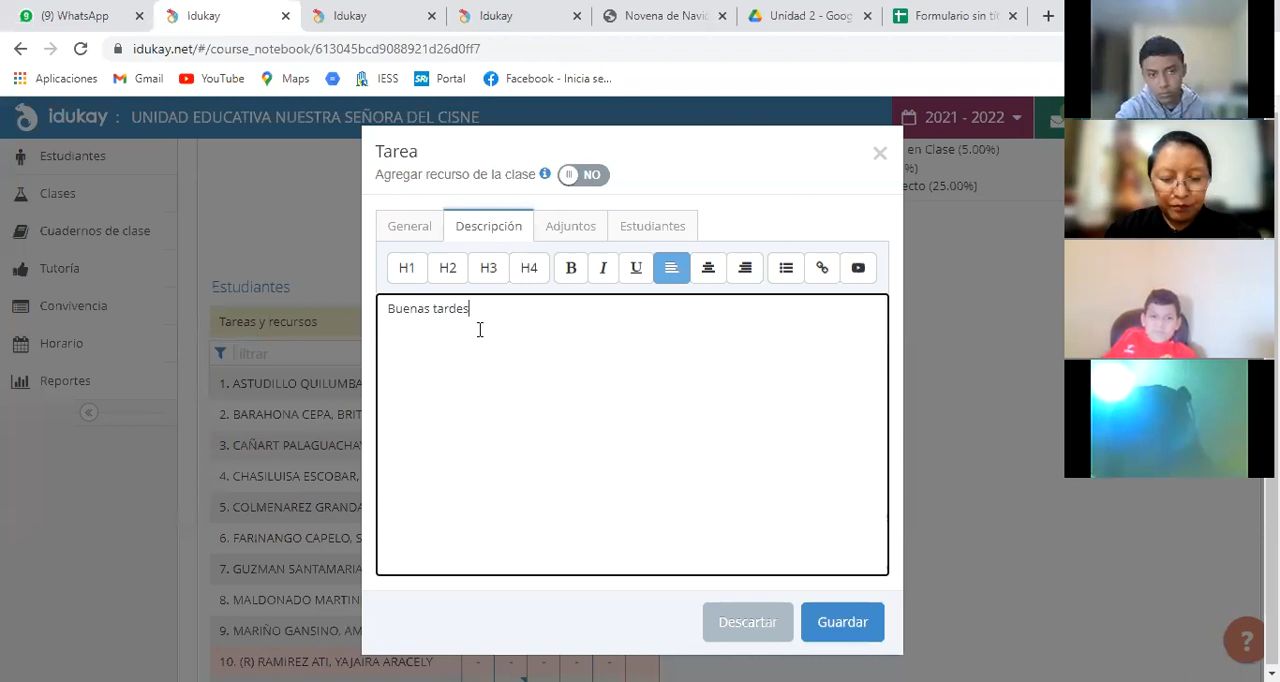 (9) WhatsApp
Idukay
Idukay
Idukay
Novena de Navi
Unidad 2 - Goog
Formulario sin tít
idukay.net/#/course_notebook/613045bcd9088921d26d0ff7
Aplicaciones
Gmail
YouTube
Maps
IESS
SRi Portal
Facebook - Inicia se...
idukay : UNIDAD EDUCATIVA NUESTRA SEÑORA DEL CISNE
2021 - 2022
Estudiantes
Clases
Cuadernos de clase
Tutoría
Convivencia
Horario
Reportes
en Clase (5.00%)
%)
ecto (25.00%)
Estudiantes
Tareas y recursos
iltrar
1. ASTUDILLO QUILUMBA
2. BARAHONA CEPA, BRIT
3. CAÑART PALAGUACHAY
4. CHASILUISA ESCOBAR,
5. COLMENAREZ GRANDA
6. FARINANGO CAPELO, S
7. GUZMAN SANTAMARIA
8. MALDONADO MARTIN
9. MARIÑO GANSINO, AM
10. (R) RAMIREZ ATI, YAJAIRA ARACELY - - - -
Tarea
Agregar recurso de la clase NO
General
Descripción
Adjuntos
Estudiantes
H1 H2 H3 H4 B I U
Buenas tardes
Descartar
Guardar
?